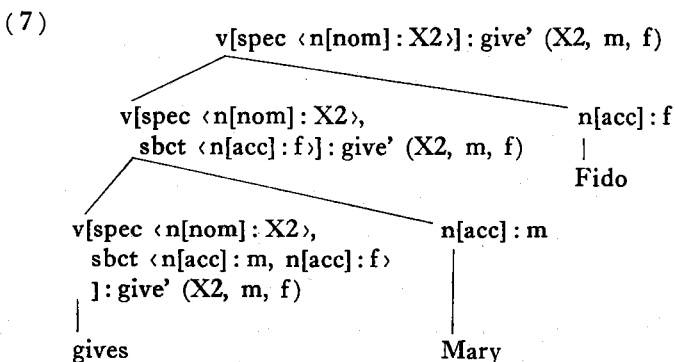 (7)
v[spec ‹n[nom] : X2›] : give’ (X2, m, f)
v[spec ‹n[nom] : X2›,
n[acc] : f
sbct ‹n[acc] : f›] : give’ (X2, m, f)
Fido
v[spec ‹n[nom] : X2›,
n[acc] : m
sbct ‹n[acc] : m, n[acc] : f›
] : give’ (X2, m, f)
gives
Mary